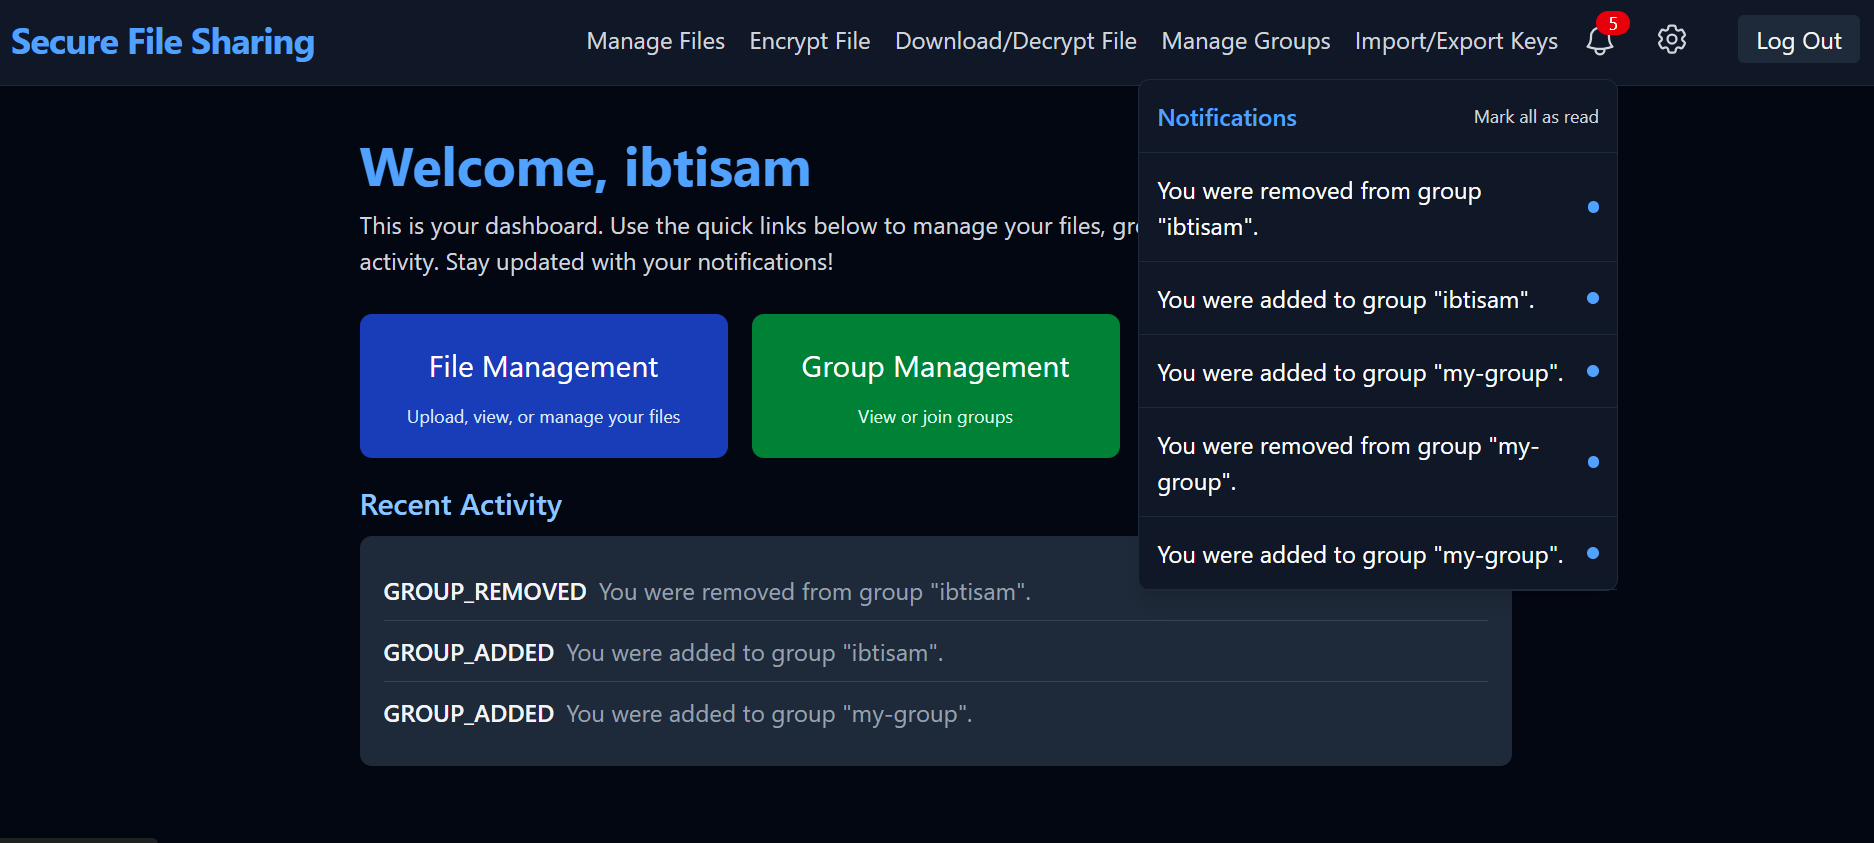 Secure File Sharing
Manage Files
Encrypt File
Download/Decrypt File
Manage Groups
Import/Export Keys
5
Log Out
Notifications
Mark all as read
You were removed from group
"ibtisam".
You were added to group "ibtisam".
You were added to group "my-group".
You were removed from group "my-
group".
You were added to group "my-group".
Welcome, ibtisam
This is your dashboard. Use the quick links below to manage your files,
activity. Stay updated with your notifications!
File Management
Upload, view, or manage your files
Group Management
View or join groups
Recent Activity
GROUP_REMOVED You were removed from group "ibtisam".
GROUP_ADDED You were added to group "ibtisam".
GROUP_ADDED You were added to group "my-group".